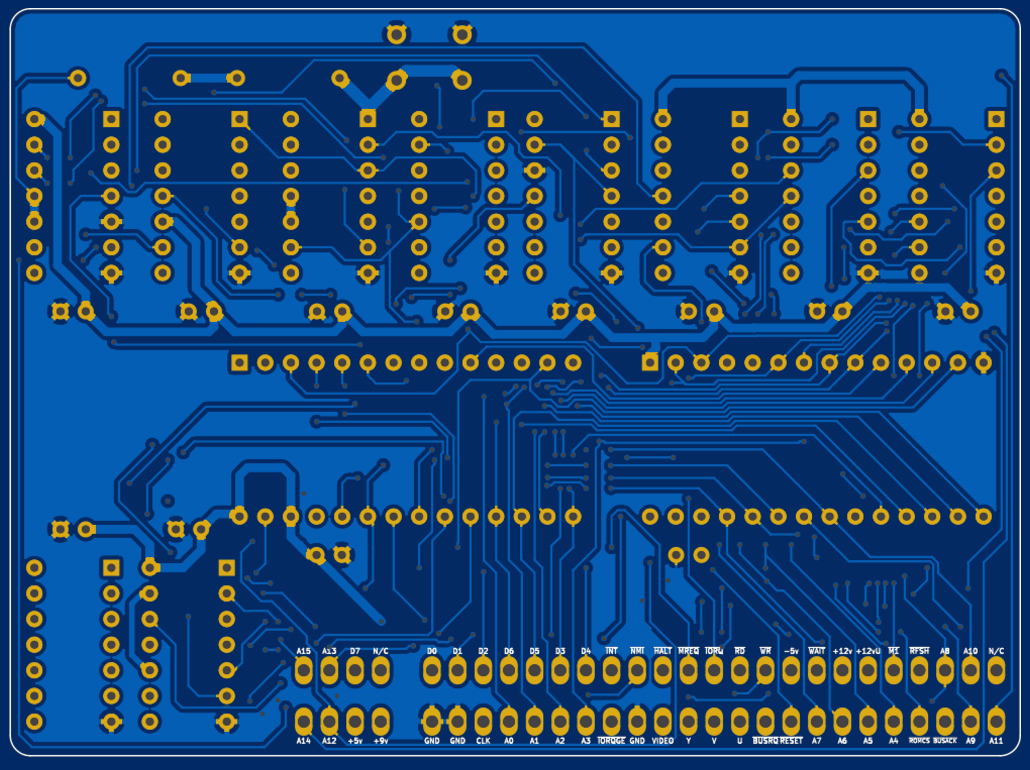 A15 A13 D7 N/C D0 D1 D2 D6 D5 D3 D4 INT NMI HALT MREQ IORQ RD WR -5v WAIT +12v +12vU M1 RFSH A8 A10 N/C
A14 A12 +5v +9v GND GND CLK A0 A1 A2 A3 IORQGE GND VIDEO Y V U BUSRQ RESET A7 A6 A5 A4 ROMCS BUSACK A9 A11